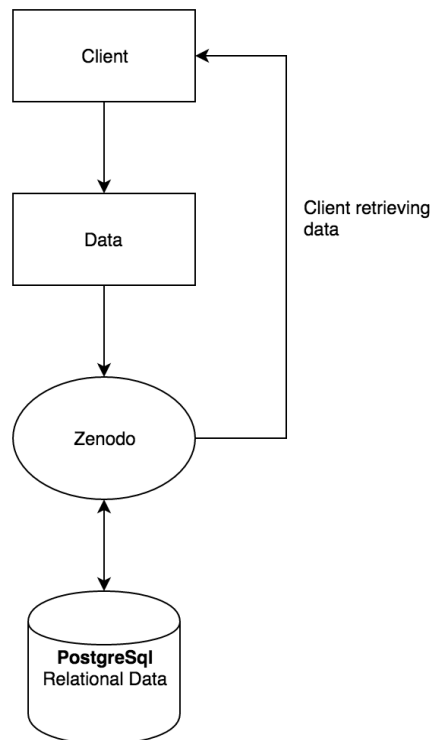 Client
Client retrieving
data
Data
Zenodo
PostgreSql
Relational Data